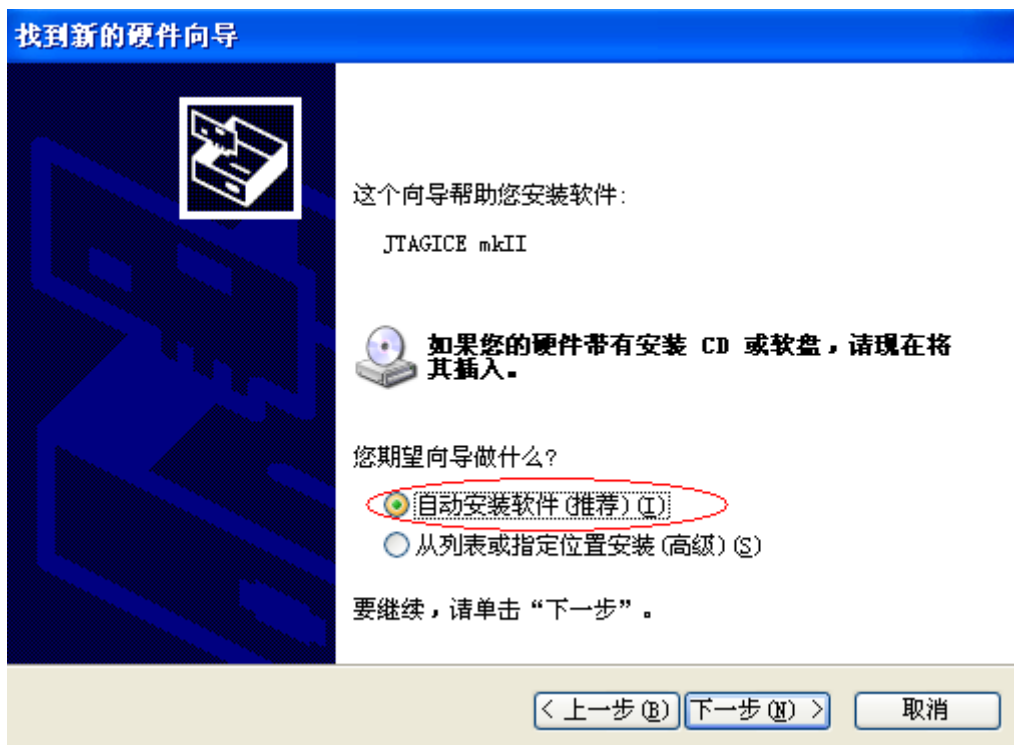 找到新的硬件向导
这个向导帮助您安装软件:
JTAGICE mkII
如果您的硬件带有安装 CD 或软盘，请现在将
其插入。
您期望向导做什么?
自动安装软件(推荐)(I)
从列表或指定位置安装(高级)(S)
要继续，请单击“下一步”。
< 上一步(B) 下一步(N) > 取消